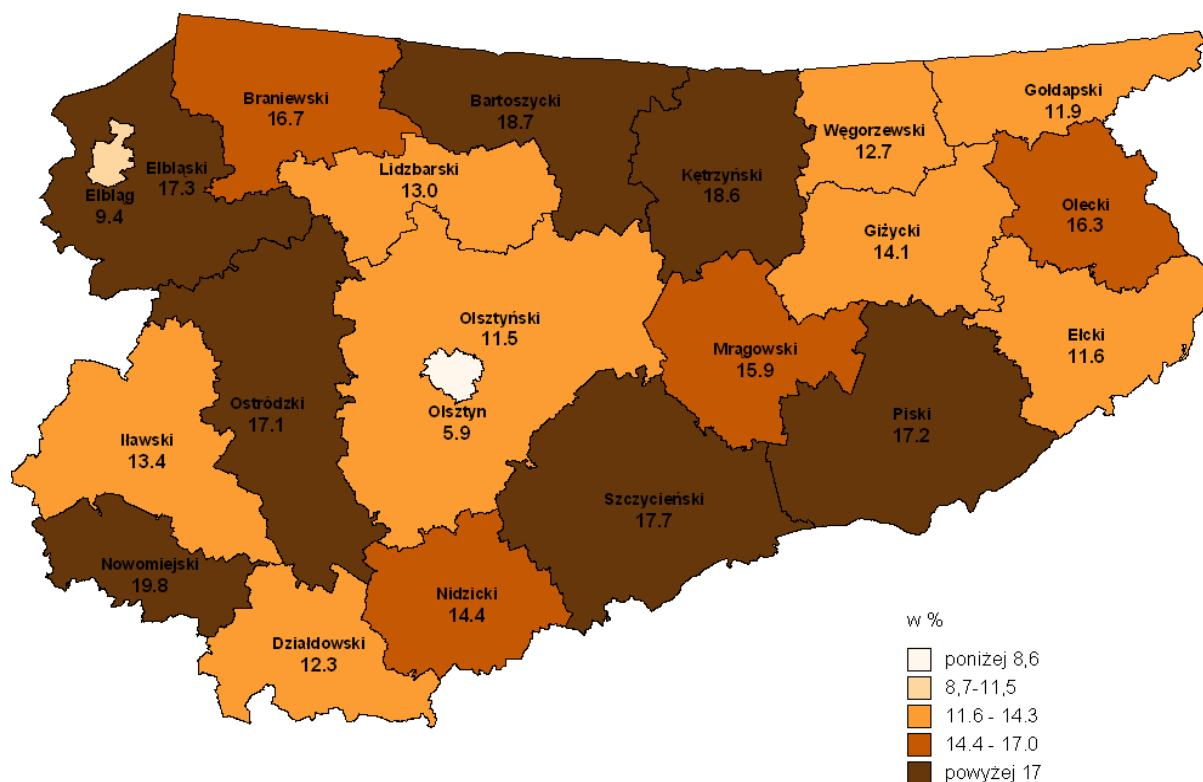 Braniewski
16.7
Bartoszycki
18.7
Gołdapski
11.9
Węgorzewski
12.7
Elbląski
17.3
Elbląg
9.4
Lidzbarski
13.0
Kętrzyński
18.6
Olecki
16.3
Giżycki
14.1
Olsztyński
11.5
Mrągowski
15.9
Ełcki
11.6
Ostródzki
17.1
Olsztyn
5.9
Piski
17.2
Iławski
13.4
Szczycieński
17.7
Nowomiejski
19.8
Nidzicki
14.4
Działdowski
12.3
w %
poniżej 8,6
8,7-11,5
11.6 - 14.3
14.4 - 17.0
powyżej 17